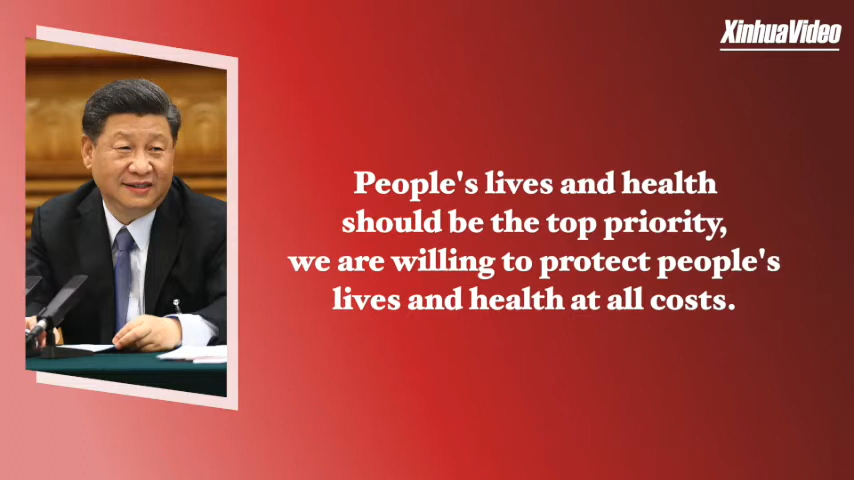 XinhuaVideo
People's lives and health
should be the top priority,
we are willing to protect people's
lives and health at all costs.